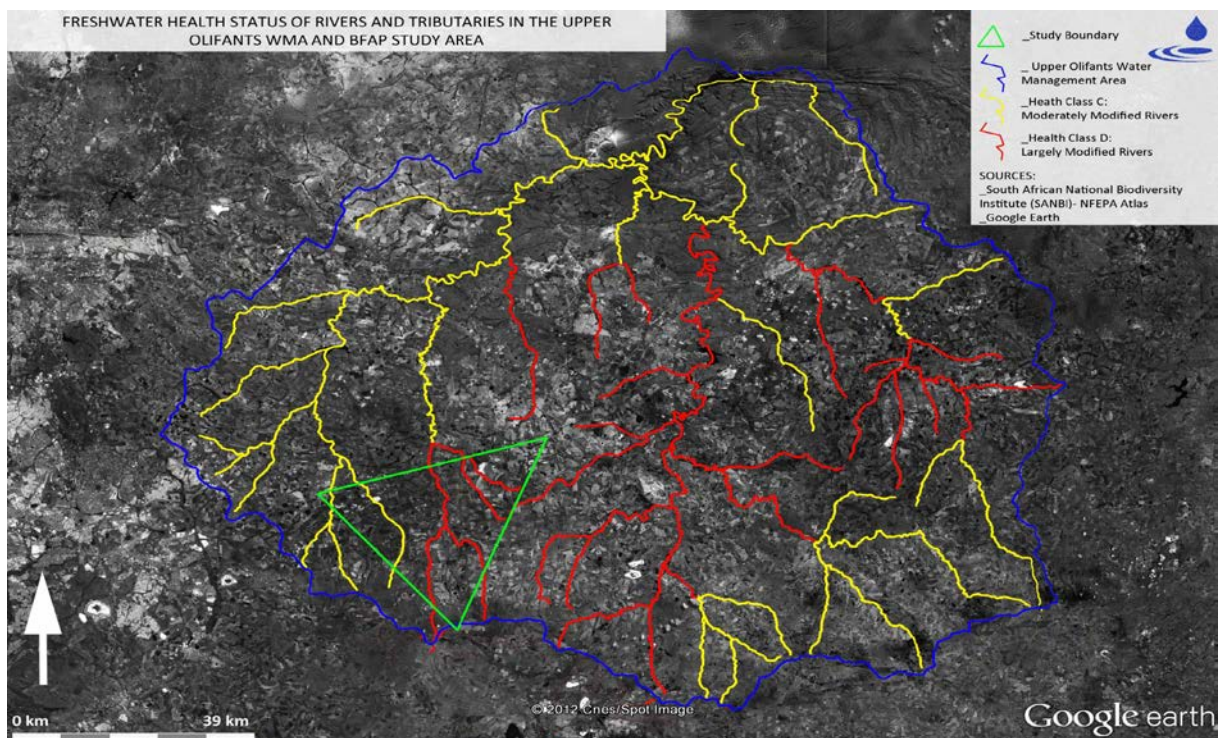 FRESHWATER HEALTH STATUS OF RIVERS AND TRIBUTARIES IN THE UPPER
OLIFANTS WMA AND BFAP STUDY AREA
_Study Boundary
_ Upper Olifants Water
Management Area
_Heath Class C:
Moderately Modified Rivers
_Health Class D:
Largely Modified Rivers
SOURCES:
_South African National Biodiversity
Institute (SANBI)- NFEPA Atlas
_Google Earth
0 km 39 km
© 2012 Cnes/Spot Image
Google earth